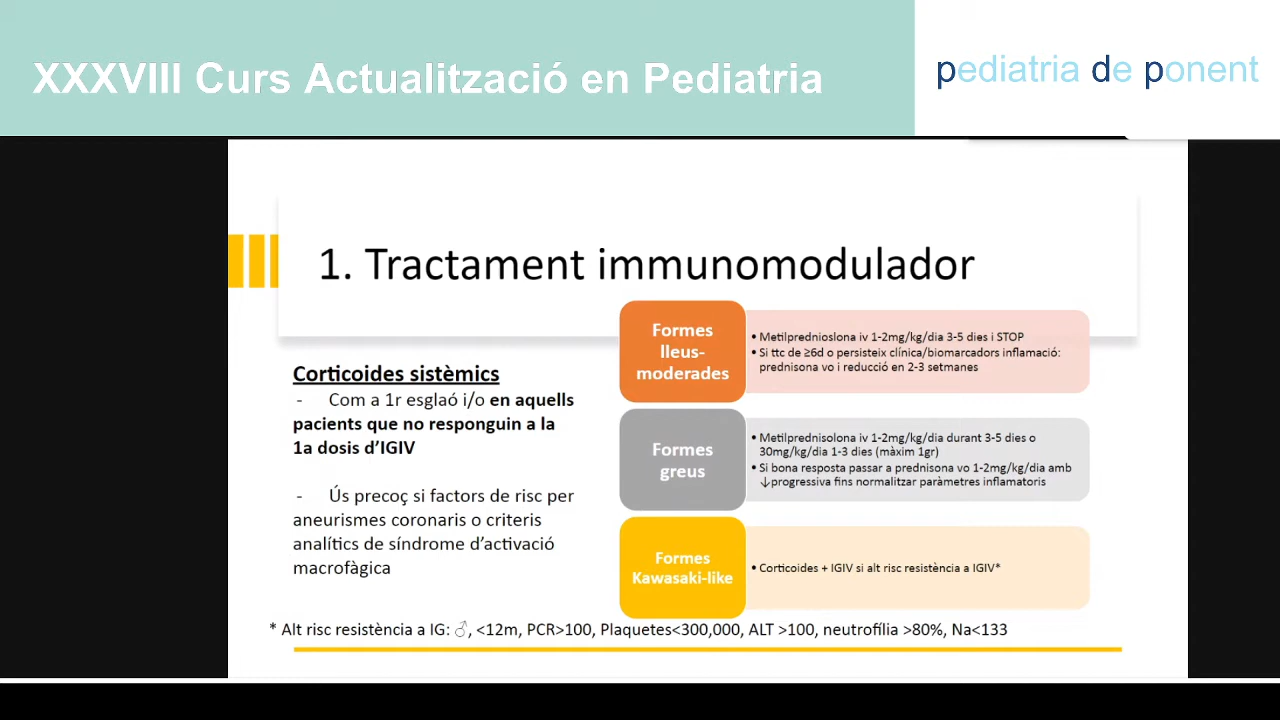 XXXVIII Curs Actualització en Pediatria
pediatria de ponent
1. Tractament immunomodulador
Corticoides sistèmics
- Com a 1r esglaó i/o en aquells
pacients que no responguin a la
1a dosis d’IGIV
- Ús precoç si factors de risc per
aneurismes coronaris o criteris
analítics de síndrome d’activació
macrofàgica
Formes
lleus-
moderades
• Metilprednioslona iv 1-2mg/kg/dia 3-5 dies i STOP
• Si ttc de ≥6d o persisteix clínica/biomarcadors inflamació:
prednisona vo i reducció en 2-3 setmanes
Formes
greus
• Metilprednisolona iv 1-2mg/kg/dia durant 3-5 dies o
30mg/kg/dia 1-3 dies (màxim 1gr)
• Si bona resposta passar a prednisona vo 1-2mg/kg/dia amb
↓progressiva fins normalitzar paràmetres inflamatoris
Formes
Kawasaki-like
• Corticoides + IGIV si alt risc resistència a IGIV*
* Alt risc resistència a IG: ♂, <12m, PCR>100, Plaquetes<300,000, ALT >100, neutrofília >80%, Na<133